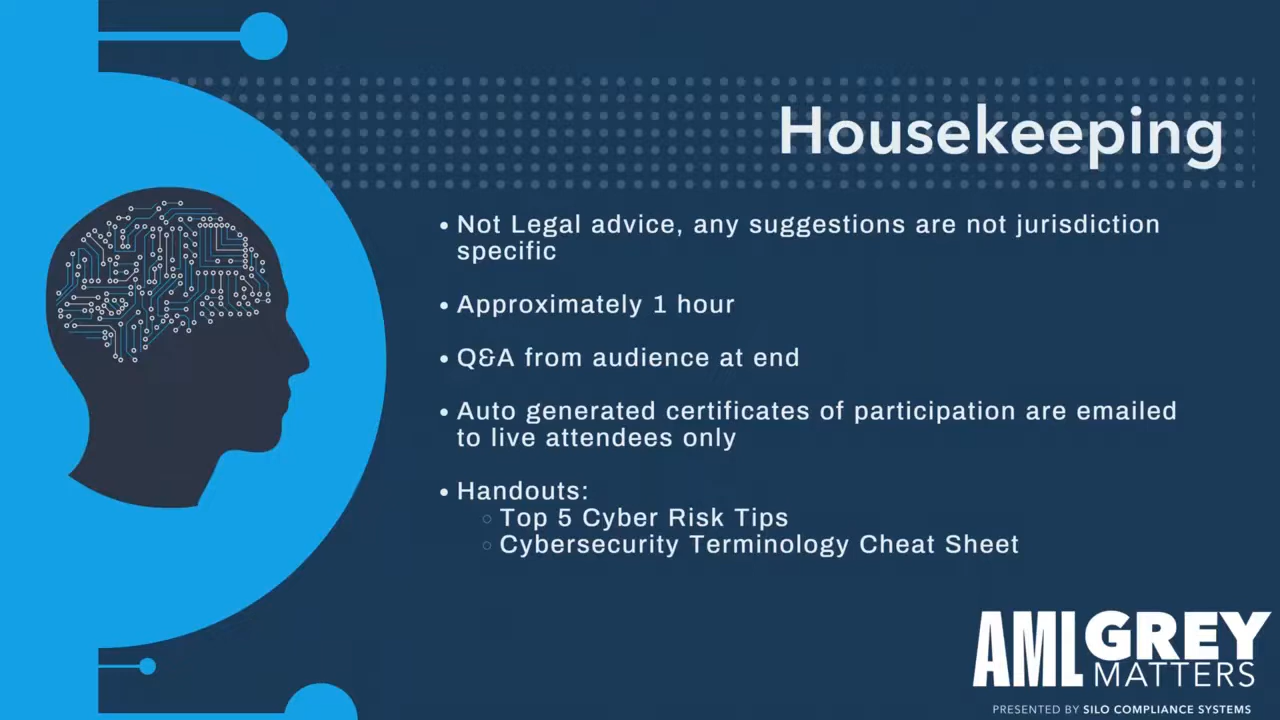 Housekeeping
• Not Legal advice, any suggestions are not jurisdiction
specific
• Approximately 1 hour
• Q&A from audience at end
• Auto generated certificates of participation are emailed
to live attendees only
• Handouts:
○ Top 5 Cyber Risk Tips
○ Cybersecurity Terminology Cheat Sheet
AML GREY
MATTERS
PRESENTED BY SILO COMPLIANCE SYSTEMS